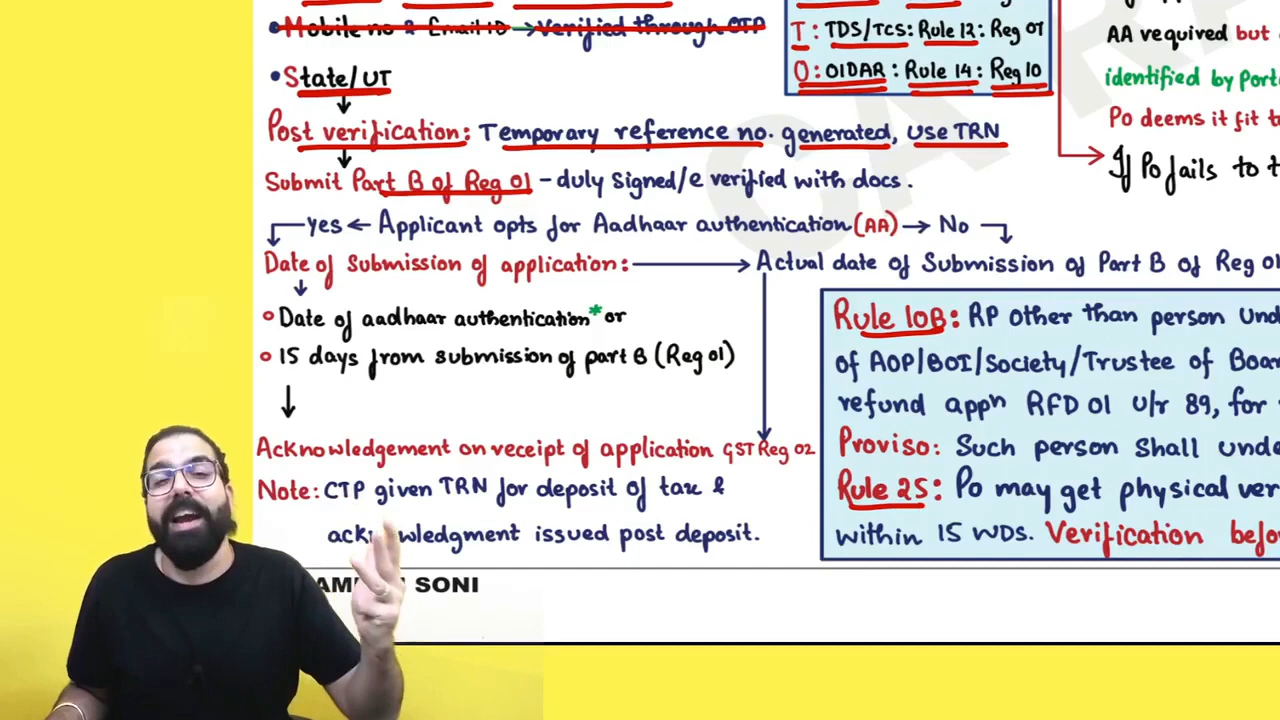 •Mobile no & Email ID → Verified through OTP
•State/UT
Post verification: Temporary reference no. generated, Use TRN
Submit Part B of Reg 01 - duly signed/e verified with docs.
Yes ← Applicant opts for Aadhaar authentication (AA) → No
Date of Submission of application: → Actual date of Submission of Part B of Reg 01
Date of aadhaar authentication* or
15 days from submission of part B (Reg 01)
Acknowledgement on receipt of application GST Reg 02
Note: CTP given TRN for deposit of tax &
acknowledgment issued post deposit.
SONI
T: TDS/TCS: Rule 12: Reg 07
O: OIDAR: Rule 14: Reg 10
AA required but
identified by
Po deems it fit
If Po fails to
Rule 10B: RP other than person
of AOP/BOI/Society/Trustee of
refund appn RFD 01 u/r 89, for
Proviso: Such person shall
Rule 25: Po may get physical
within 15 WDs. Verification